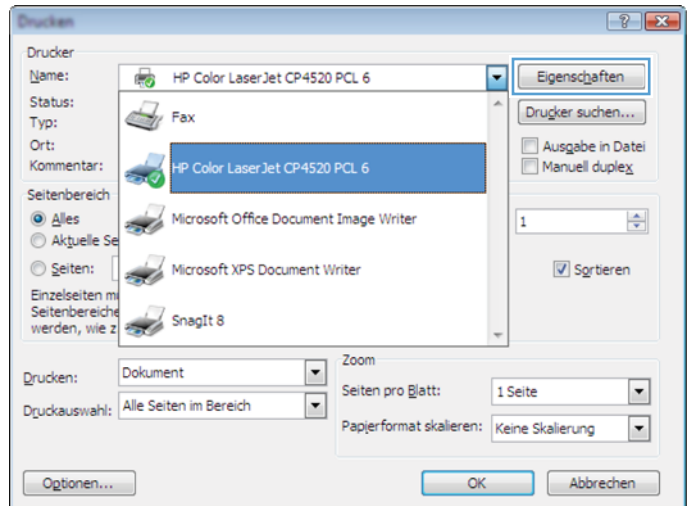 Drucken
Drucker
Name:
HP Color LaserJet CP4520 PCL 6
Eigenschaften
Status:
Fax
Drucker suchen...
Typ:
Ort:
Ausgabe in Datei
Kommentar:
HP Color LaserJet CP4520 PCL 6
Manuell duplex
Seitenbereich
Alles
Microsoft Office Document Image Writer
1
Aktuelle Se
Seiten:
Microsoft XPS Document Writer
Sortieren
Einzelseiten m
Seitenbereiche
werden, wie z
SnagIt 8
Drucken:
Dokument
Druckauswahl:
Alle Seiten im Bereich
Zoom
Seiten pro Blatt:
1 Seite
Papierformat skalieren:
Keine Skalierung
Optionen...
OK
Abbrechen